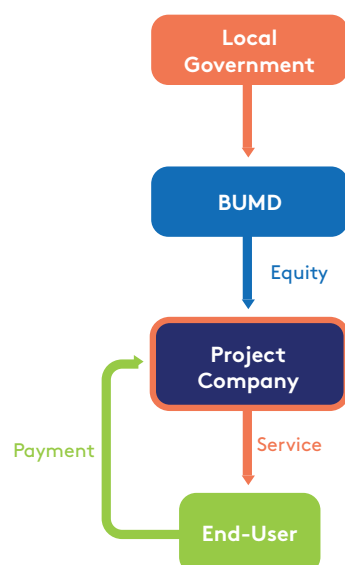 Local
Government
BUMD
Equity
Project
Company
Payment
Service
End-User